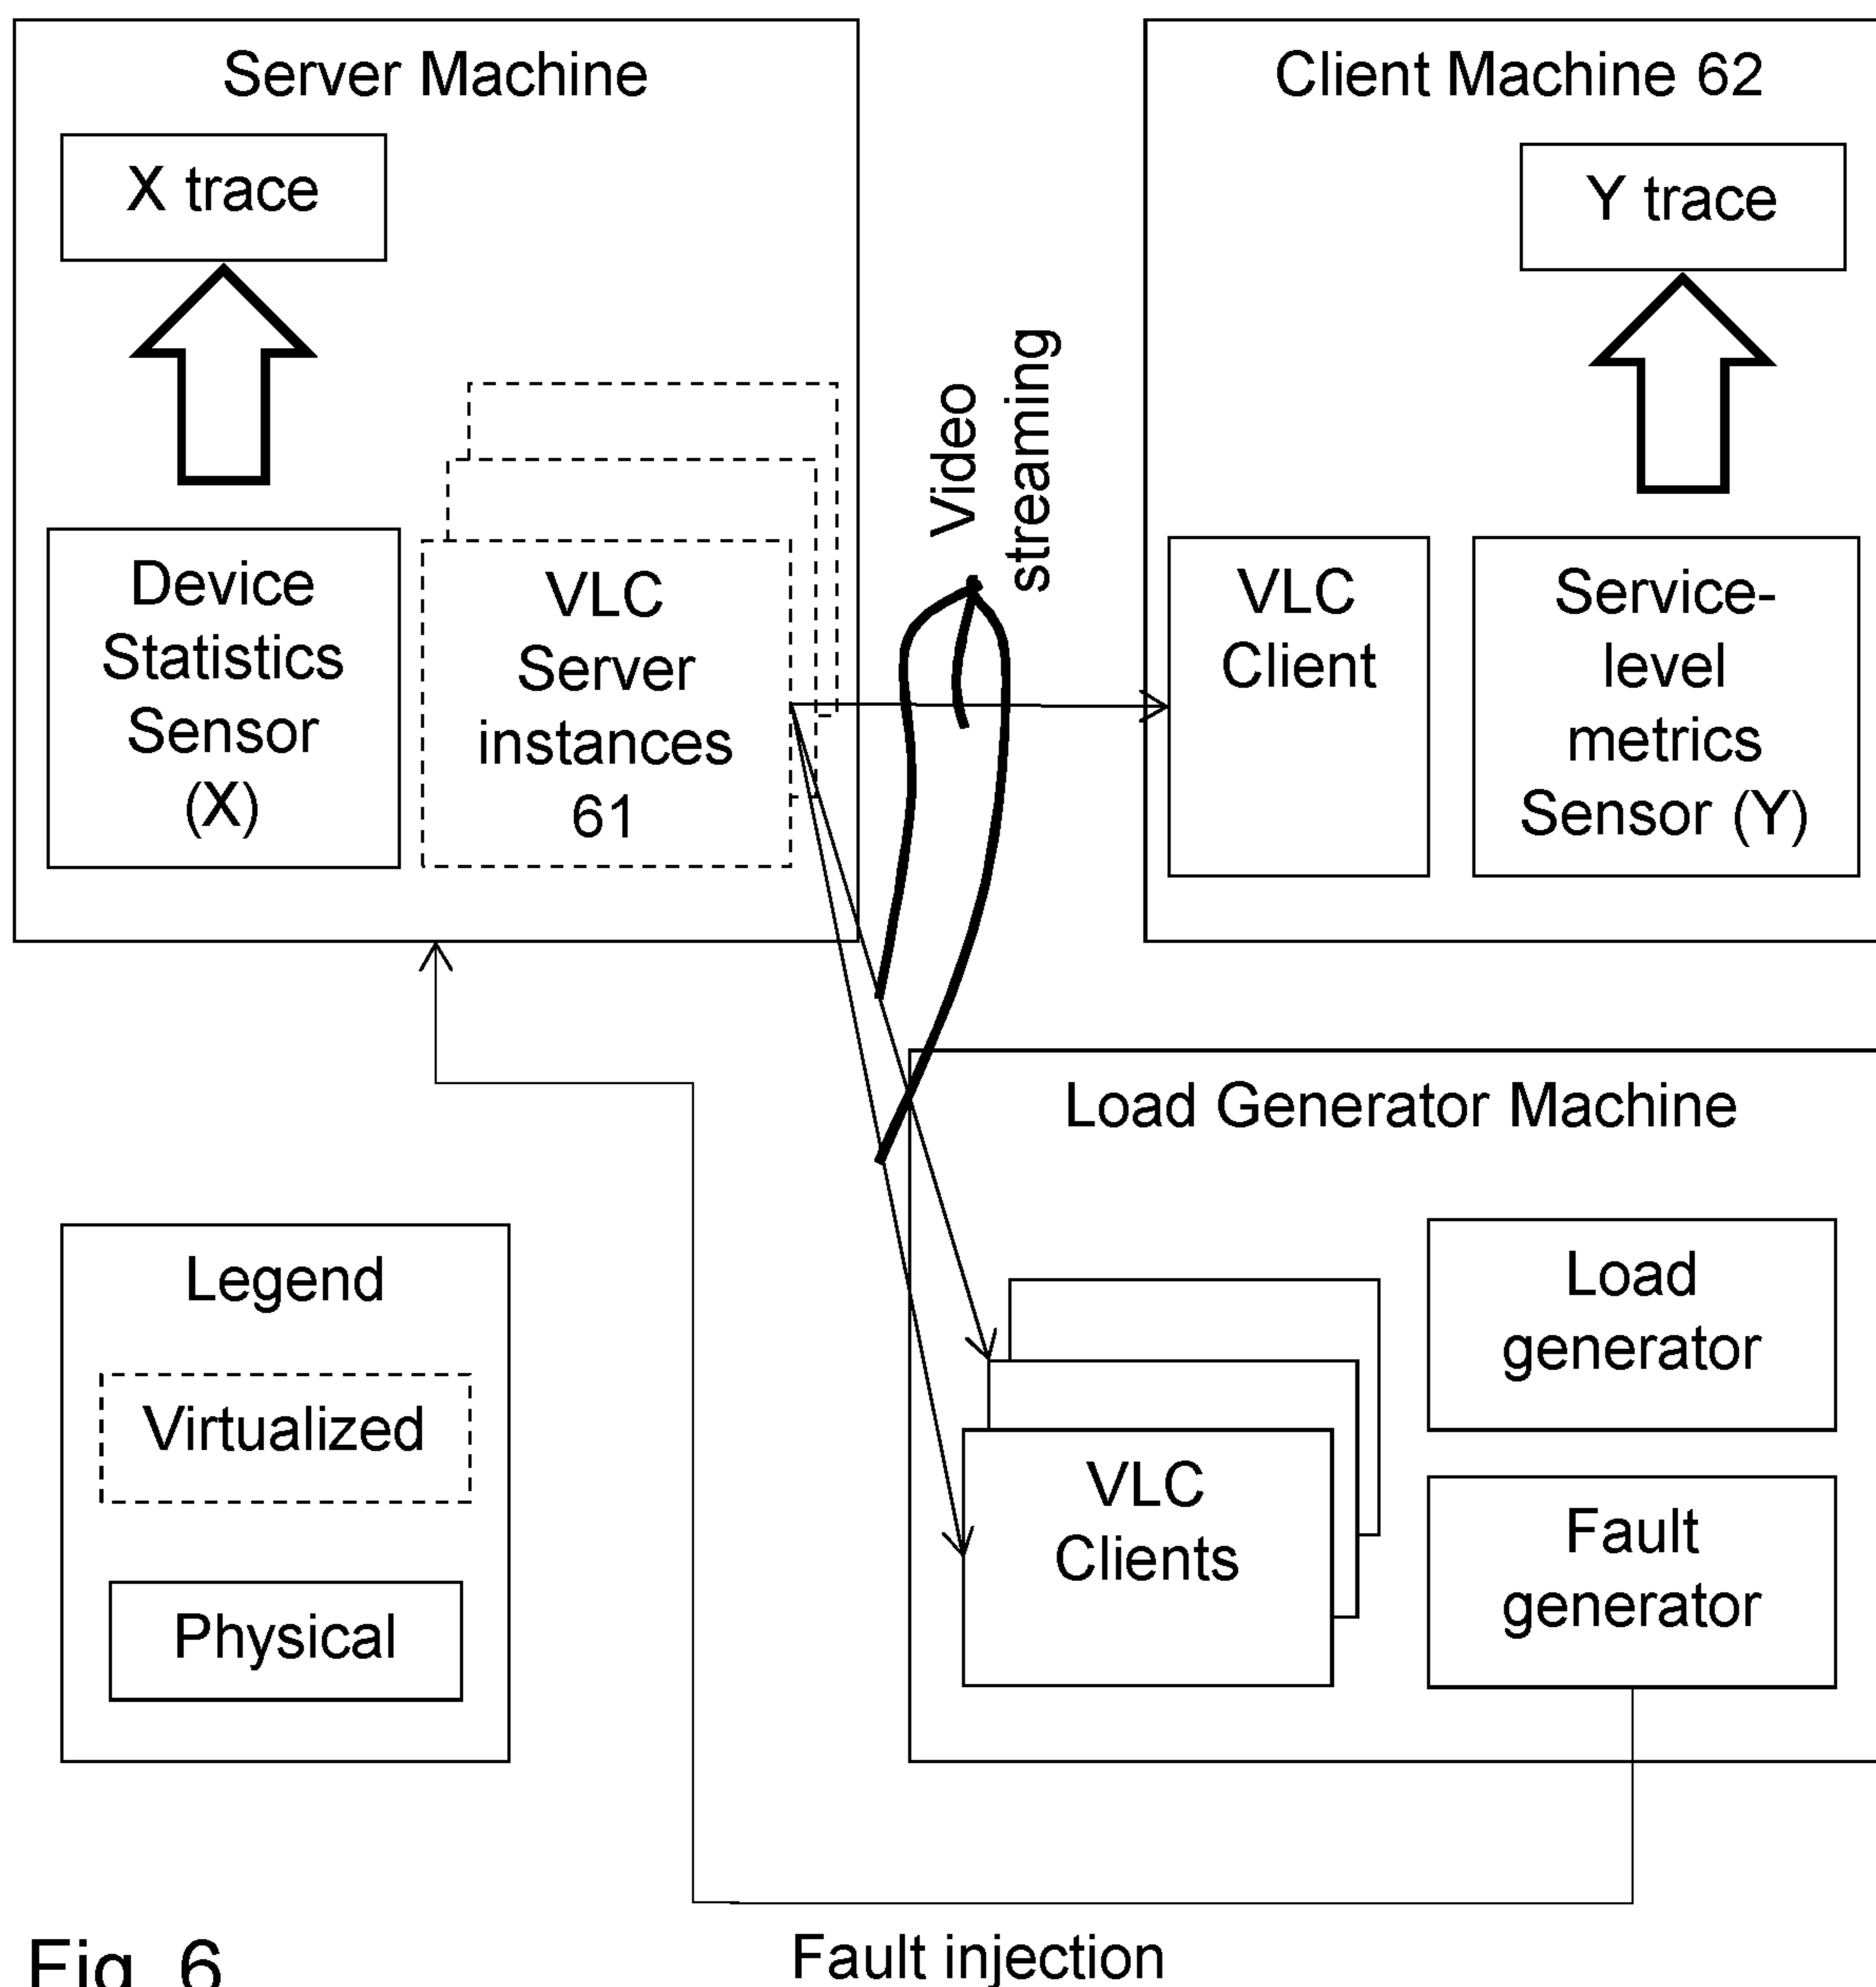 Server Machine
X trace
Device
Statistics
Sensor
(X)
VLC
Server
instances
61
Video
streaming
Client Machine 62
Y trace
VLC
Client
Service-
level
metrics
Sensor (Y)
Load Generator Machine
Load
generator
VLC
Clients
Fault
generator
Legend
Virtualized
Physical
Fault injection
Fig. 6